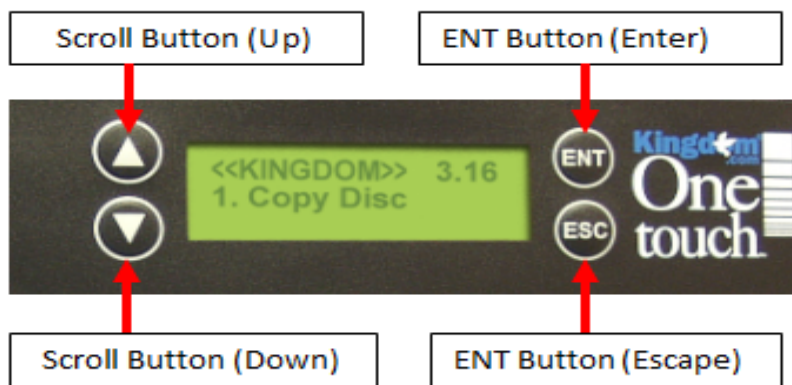 Scroll Button (Up)
ENT Button (Enter)
<<KINGDOM>> 3.16
1. Copy Disc
ENT
ESC
Kingdom
.com
One
touch
Scroll Button (Down)
ENT Button (Escape)